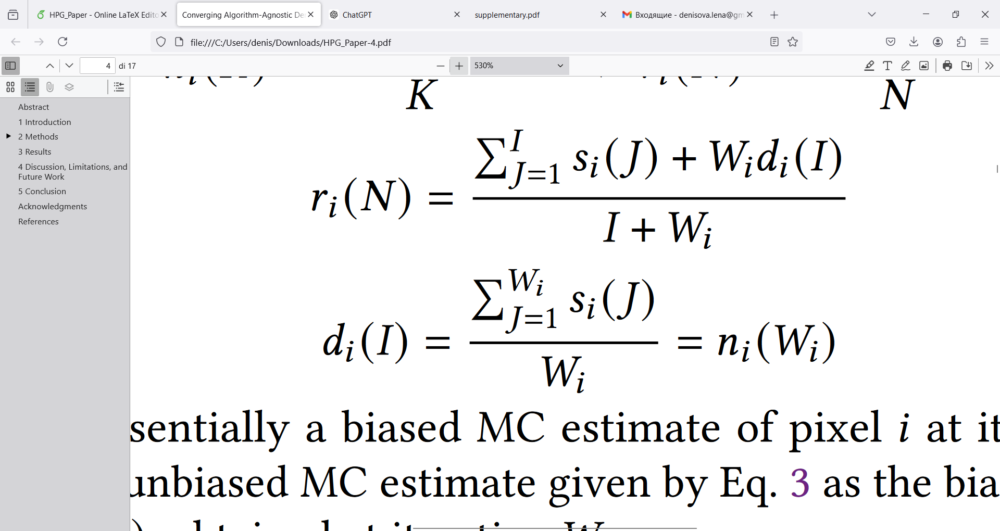 HPG_Paper - Online LaTeX Edito
Converging Algorithm-Agnostic De
ChatGPT
supplementary.pdf
Входящие - denisova.lena@gm
file:///C:/Users/denis/Downloads/HPG_Paper-4.pdf
4 di 17
530%
Abstract
1 Introduction
2 Methods
3 Results
4 Discussion, Limitations, and
Future Work
5 Conclusion
Acknowledgments
References
K N
r_i(N) = \frac{\sum_{J=1}^{I} s_i(J) + W_i d_i(I)}{I + W_i}
d_i(I) = \frac{\sum_{J=1}^{W_i} s_i(J)}{W_i} = n_i(W_i)
sentially a biased MC estimate of pixel i at it
unbiased MC estimate given by Eq. 3 as the bia